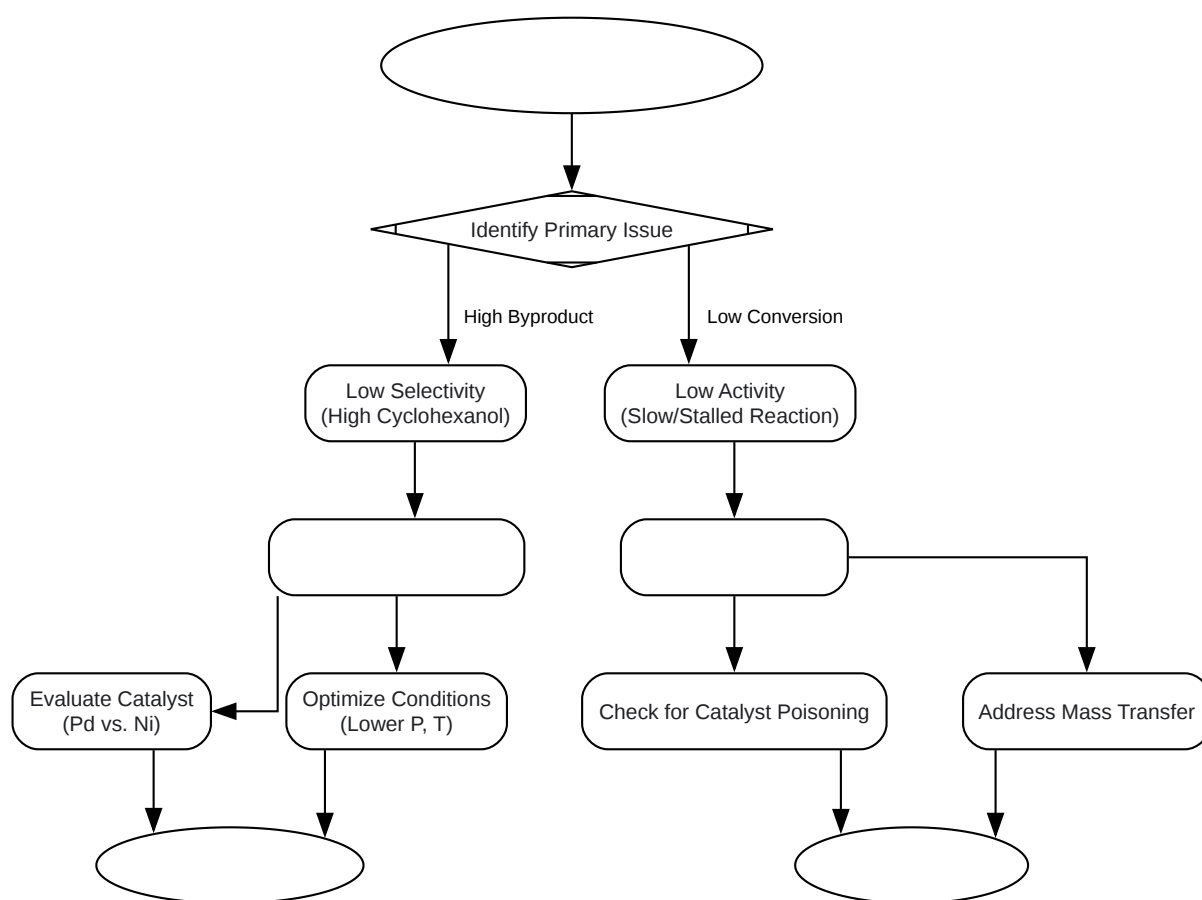 Identify Primary Issue
High Byproduct
Low Conversion
Low Selectivity
(High Cyclohexanol)
Low Activity
(Slow/Stalled Reaction)
Evaluate Catalyst
(Pd vs. Ni)
Optimize Conditions
(Lower P, T)
Check for Catalyst Poisoning
Address Mass Transfer